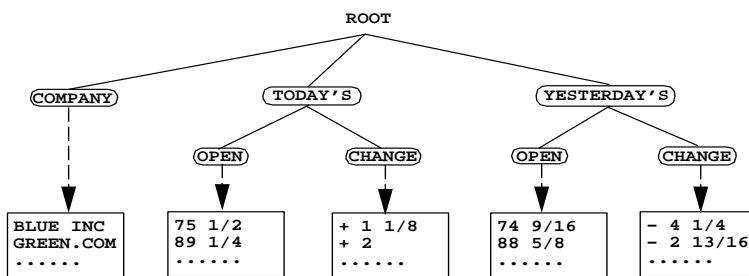 ROOT
COMPANY
TODAY'S
YESTERDAY'S
OPEN
CHANGE
OPEN
CHANGE
BLUE INC
GREEN.COM
......
75 1/2
89 1/4
......
+ 1 1/8
+ 2
......
74 9/16
88 5/8
......
- 4 1/4
- 2 13/16
......